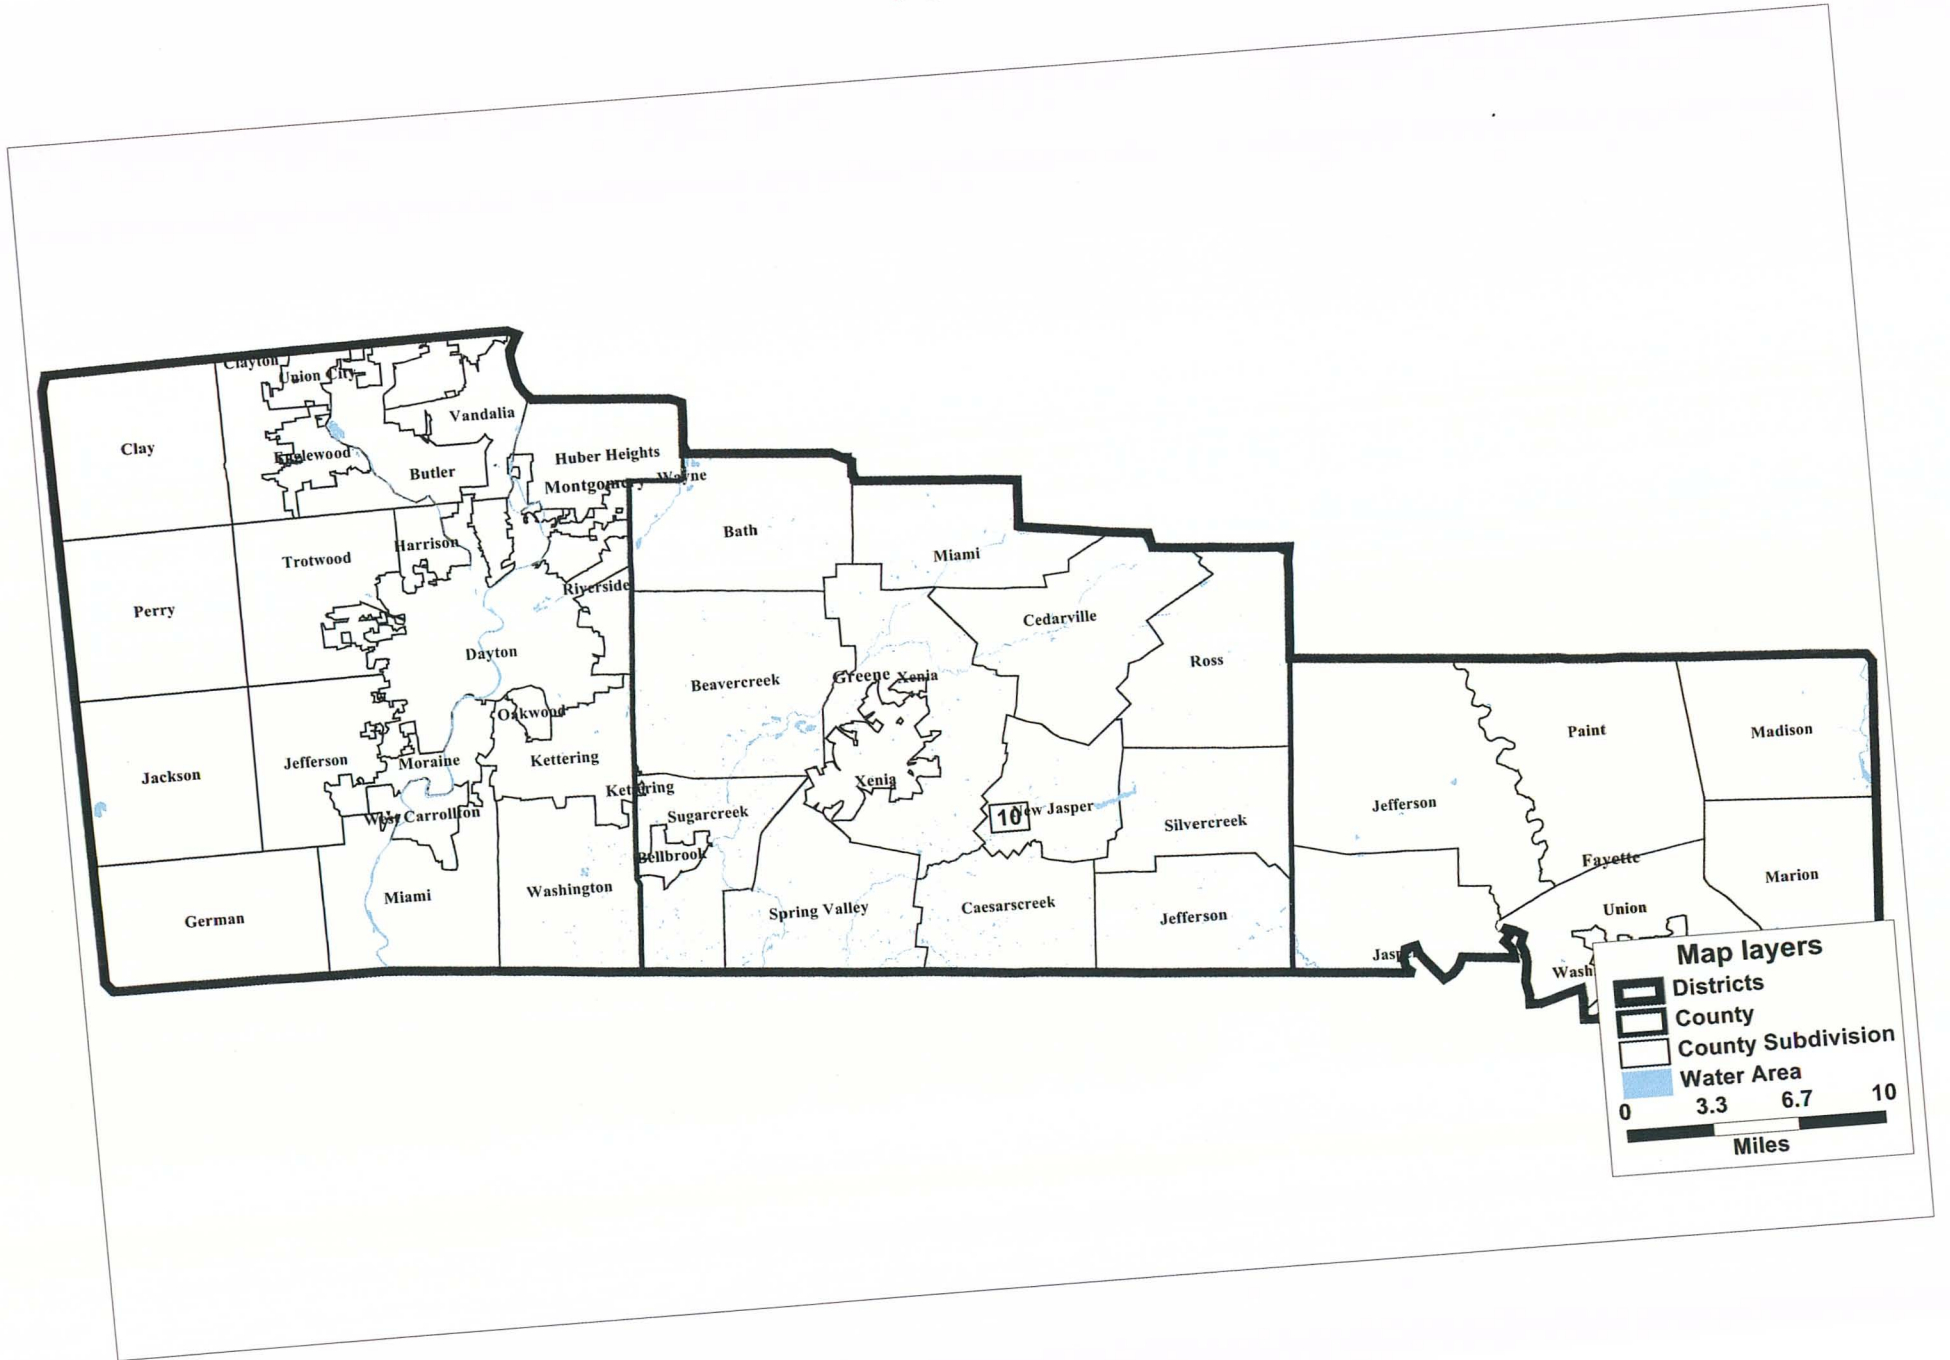 Clayton
Union City
Clay
Vandalia
Englewood
Butler
Huber Heights
Montgomery
Wayne
Bath
Trotwood
Harrison
Miami
Perry
Riverside
Cedarville
Dayton
Beavercreek
Greene
Xenia
Ross
Oakwood
Jackson
Jefferson
Moraine
Kettering
Kettering
Xenia
Paint
Madison
West Carrollton
Sugarcreek
10
New Jasper
Silvercreek
Jefferson
Bellbrook
Fayette
Marion
German
Miami
Washington
Spring Valley
Caesarscreek
Jefferson
Union
Jasper
Wash
Map layers
Districts
County
County Subdivision
Water Area
0 3.3 6.7 10
Miles